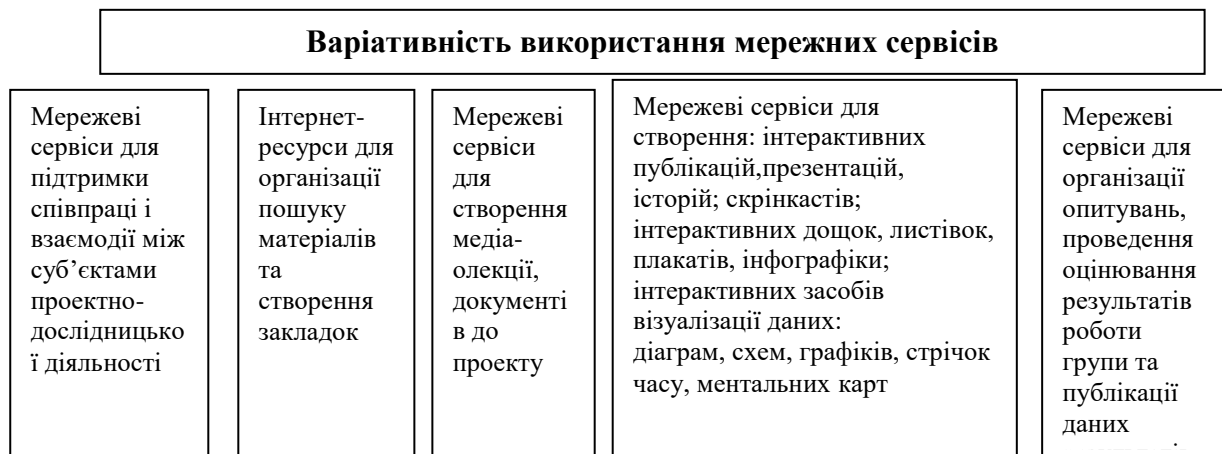 Варіативність використання мережних сервісів
Мережеві
сервіси для
підтримки
співпраці і
взаємодії між
суб’єктами
проектно-
дослідницько
ї діяльності
Інтернет-
ресурси для
організації
пошуку
матеріалів
та
створення
закладок
Мережеві
сервіси
для
створення
медіа-
олекції,
документі
в до
проекту
Мережеві сервіси для
створення: інтерактивних
публікацій,презентацій,
історій; скрінкастів;
інтерактивних дощок, листівок,
плакатів, інфографіки;
інтерактивних засобів
візуалізації даних:
діаграм, схем, графіків, стрічок
часу, ментальних карт
Мережеві
сервіси для
організації
опитувань,
проведення
оцінювання
результатів
роботи
групи та
публікації
даних